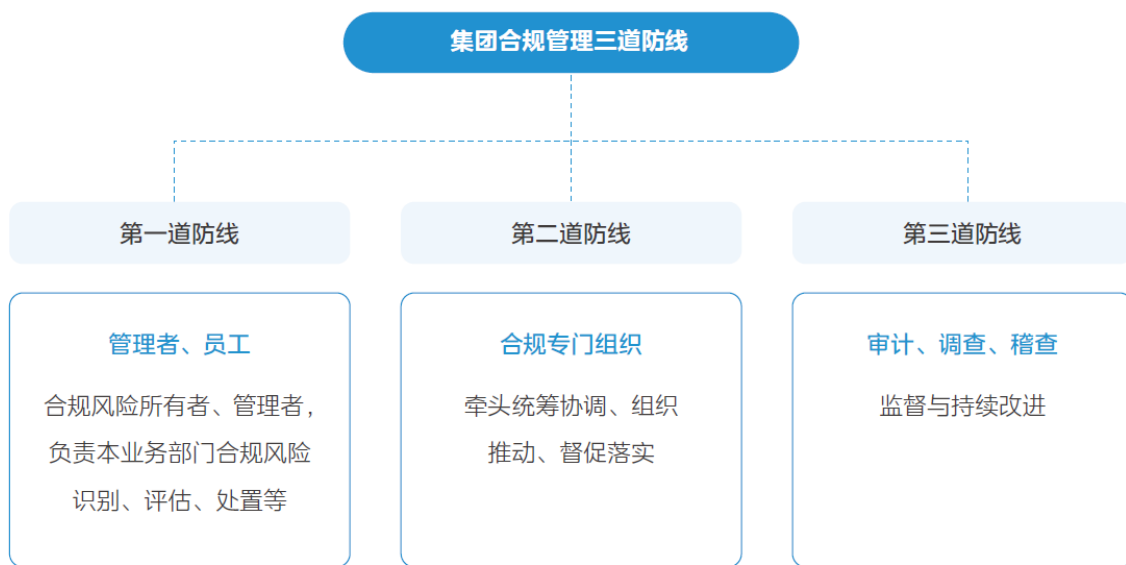 集团合规管理三道防线
第一道防线
管理者、员工
合规风险所有者、管理者，
负责本业务部门合规风险
识别、评估、处置等
第二道防线
合规专门组织
牵头统筹协调、组织
推动、督促落实
第三道防线
审计、调查、稽查
监督与持续改进